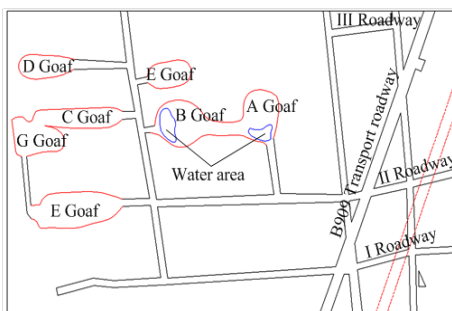 III Roadway
D Goaf
E Goaf
A Goaf
B Goaf
C Goaf
G Goaf
Water area
B909 Transport roadway
II Roadway
E Goaf
I Roadway